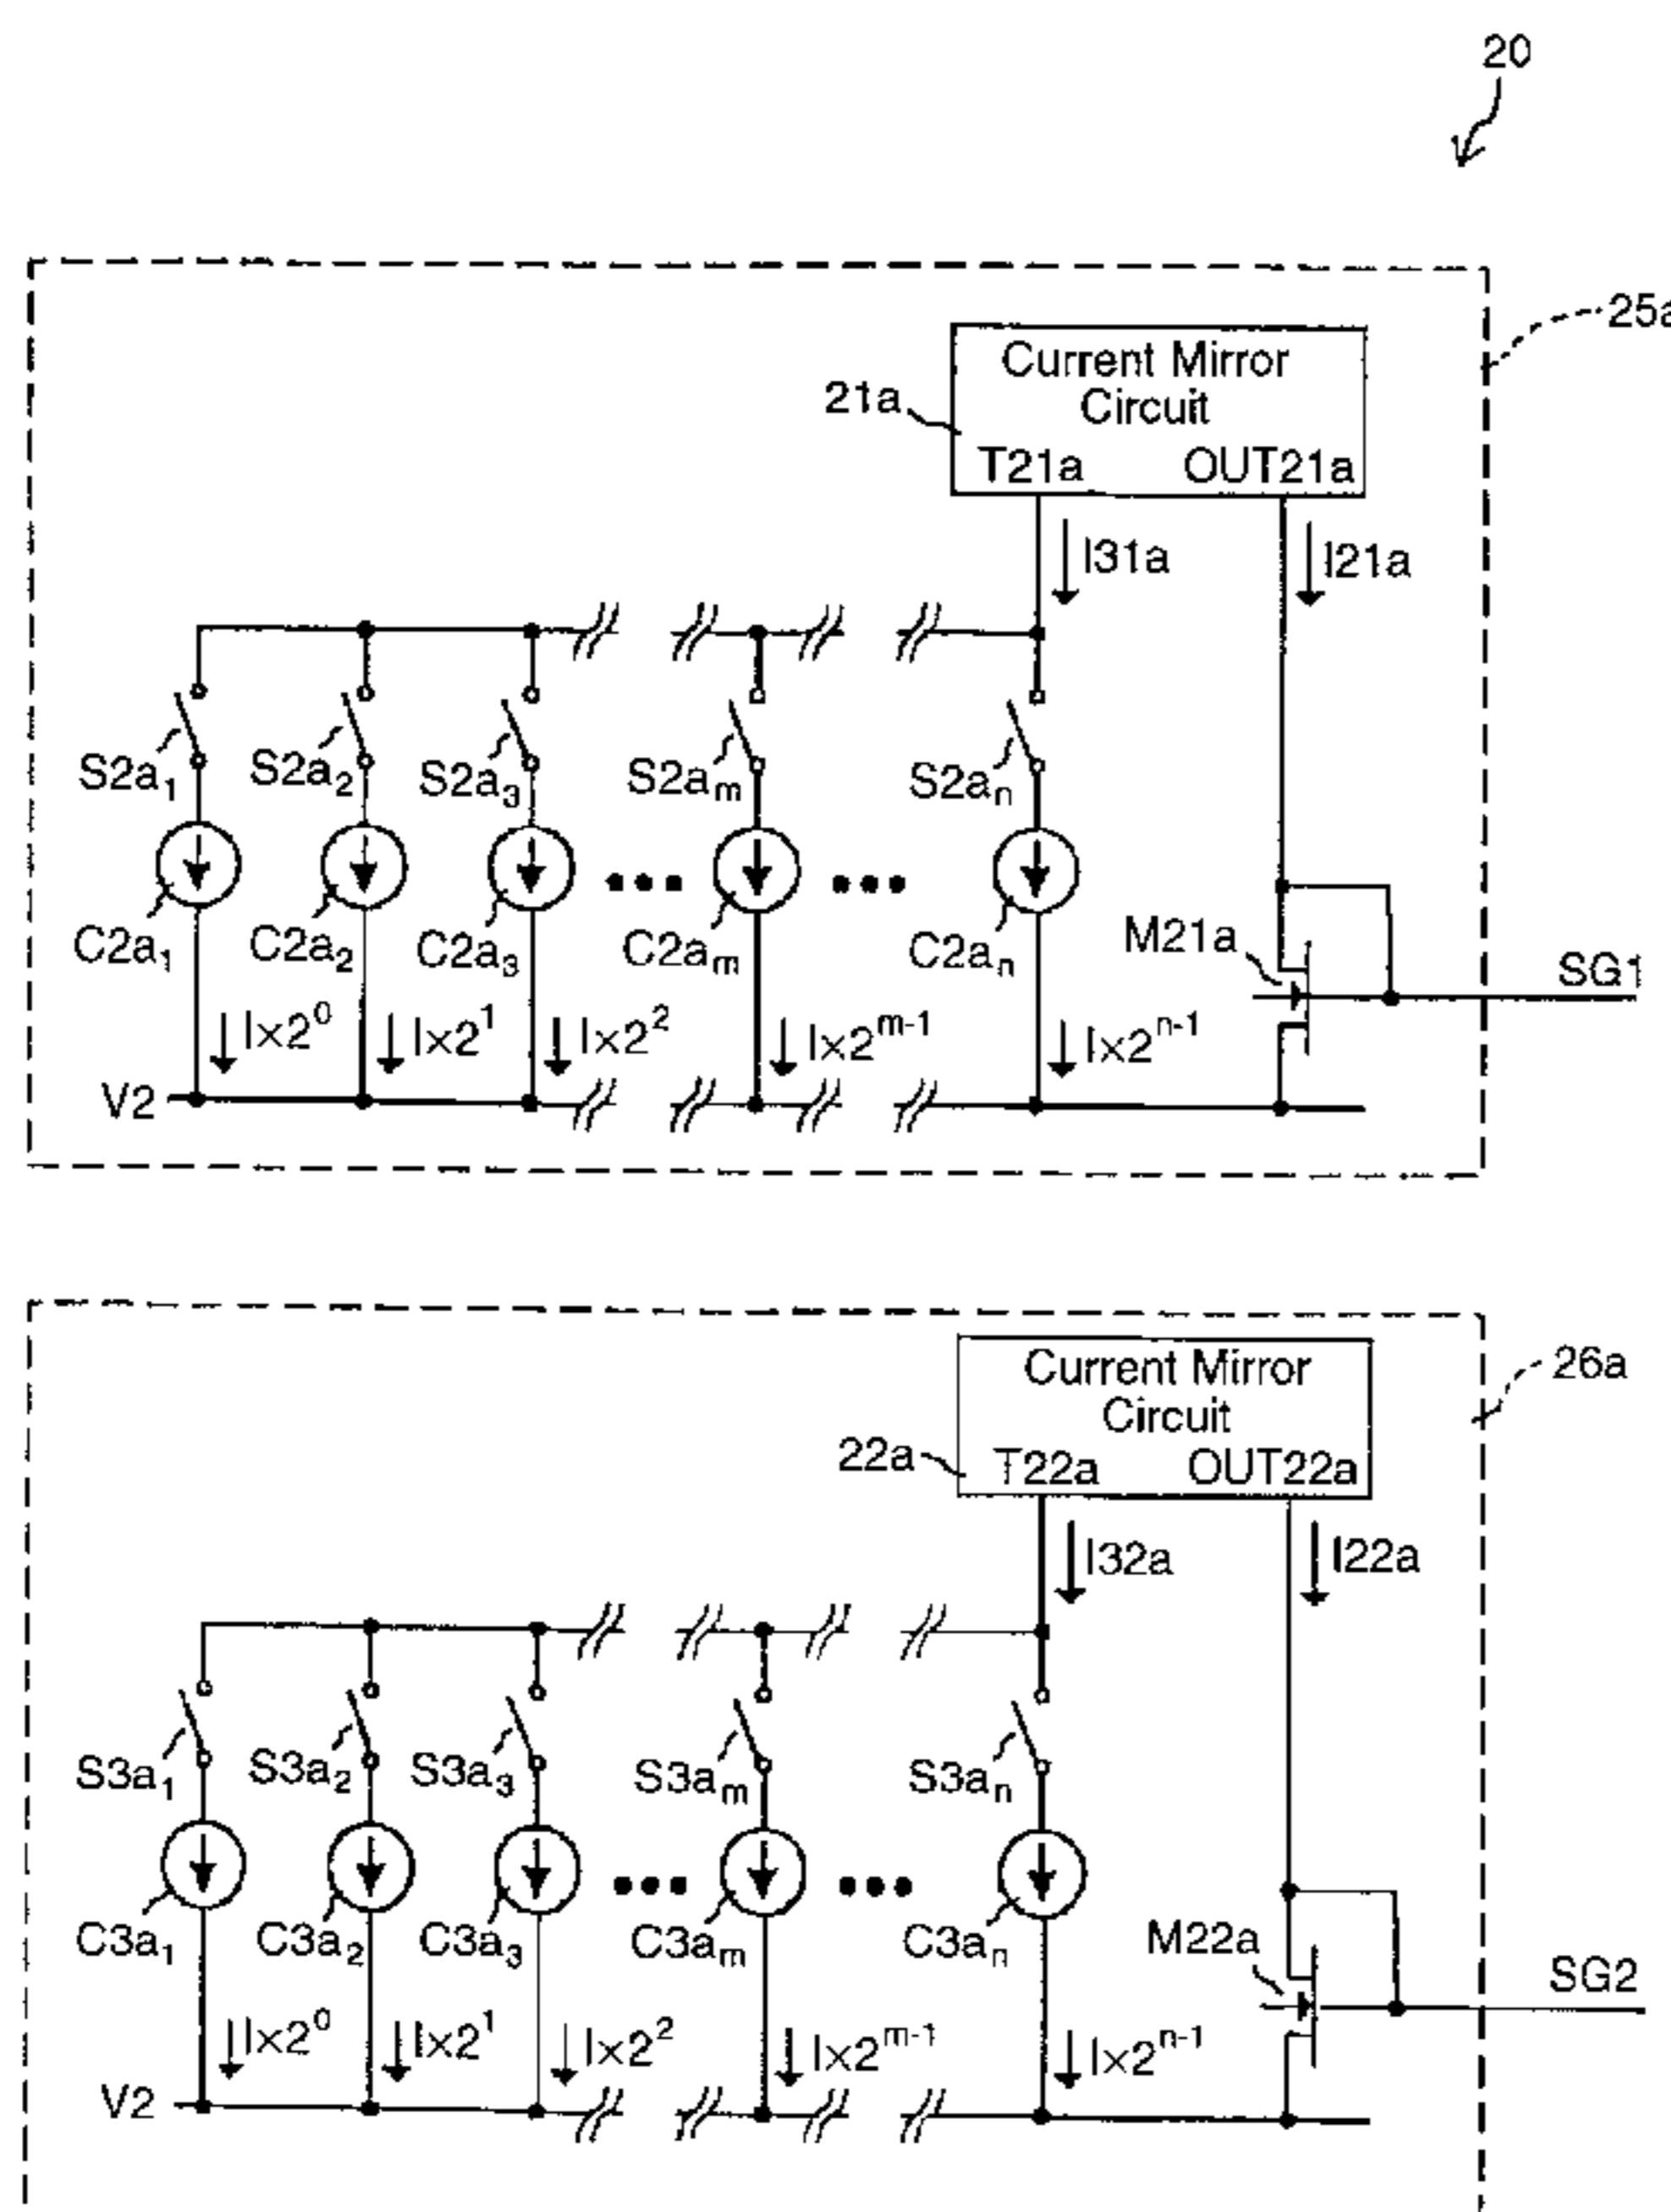 20
25a
Current Mirror
Circuit
21a
T21a OUT21a
I31a I21a
S2a1 S2a2 S2a3 S2am S2an
C2a1 C2a2 C2a3 C2am C2an M21a
SG1
I×2^0 I×2^1 I×2^2 I×2^m-1 I×2^n-1
V2
26a
Current Mirror
Circuit
22a
T22a OUT22a
I32a I22a
S3a1 S3a2 S3a3 S3am S3an
C3a1 C3a2 C3a3 C3am C3an M22a
SG2
I×2^0 I×2^1 I×2^2 I×2^m-1 I×2^n-1
V2